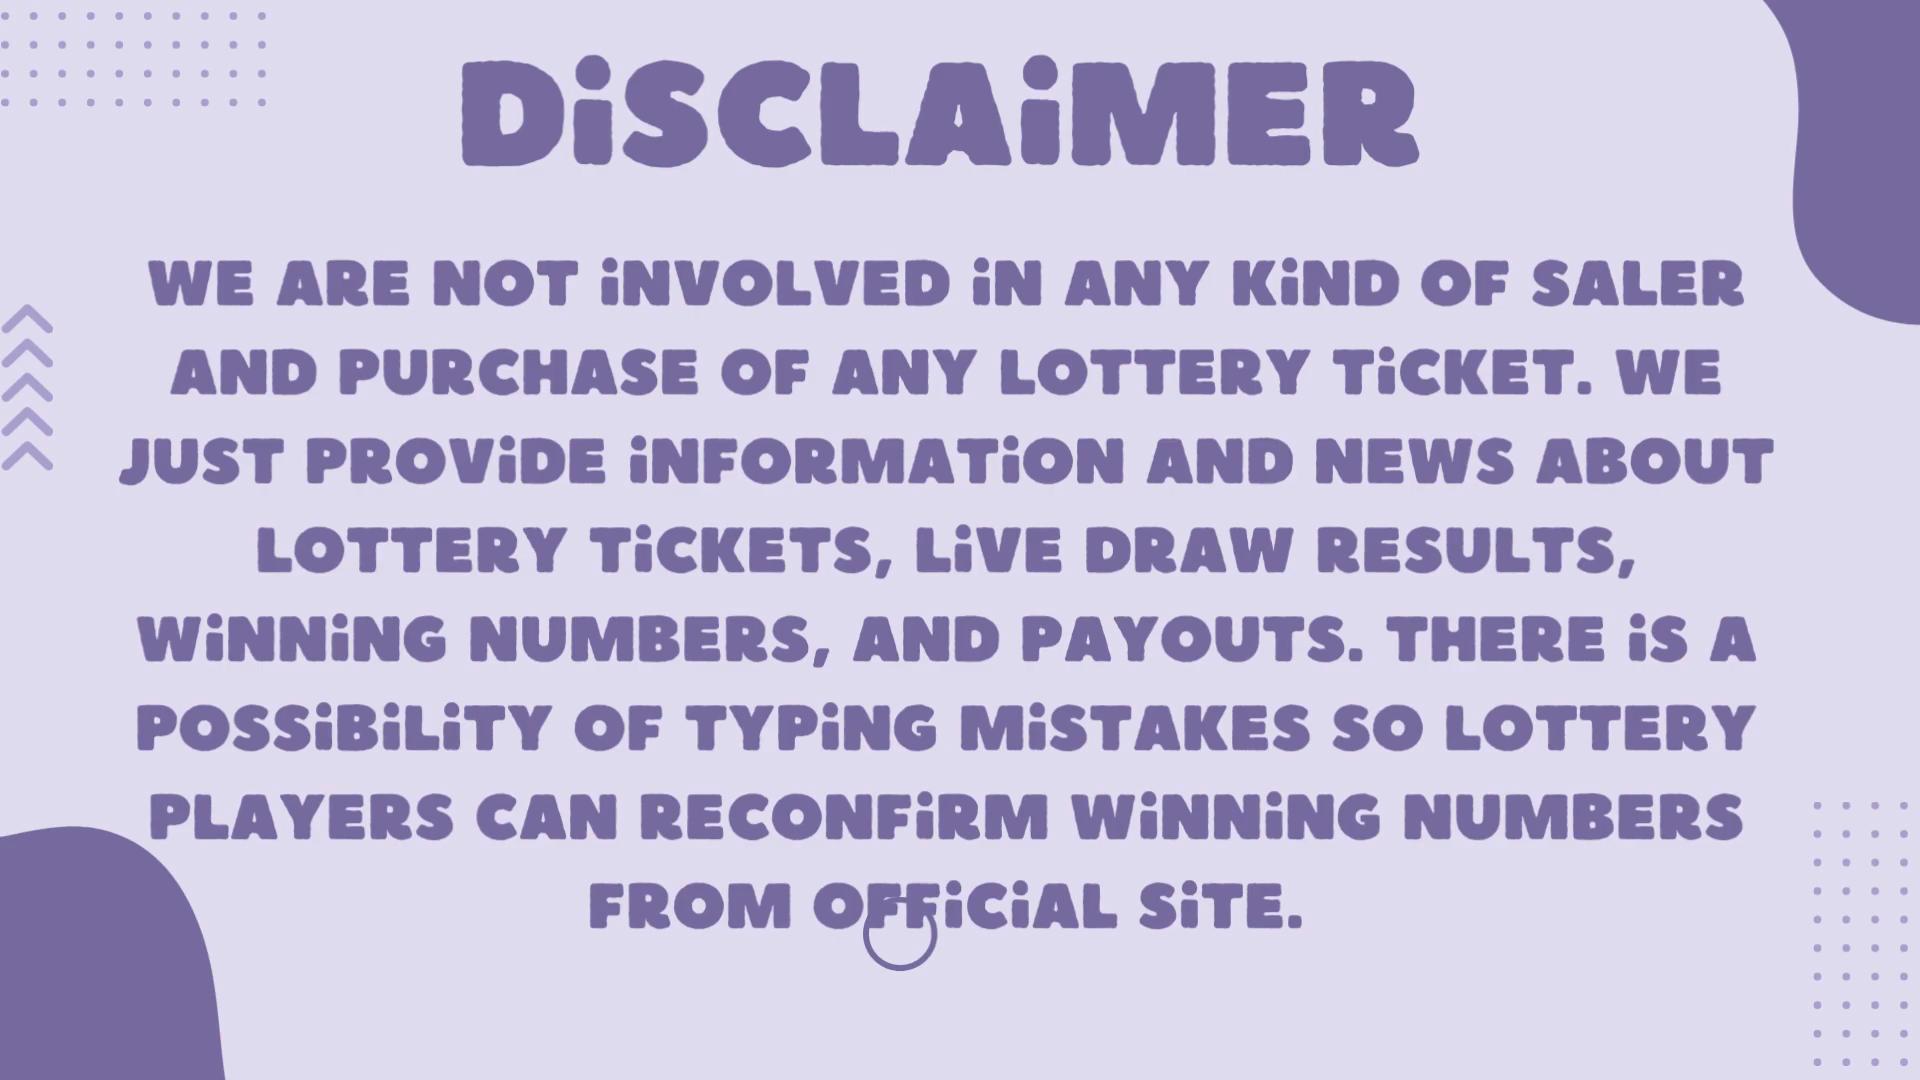 DiSCLAiMER
WE ARE NOT iNVOLVED iN ANY KiND OF SALER
AND PURCHASE OF ANY LOTTERY TiCKET. WE
JUST PROViDE iNFORMATiON AND NEWS ABOUT
LOTTERY TiCKETS, LiVE DRAW RESULTS,
WiNNiNG NUMBERS, AND PAYOUTS. THERE iS A
POSSiBiLiTY OF TYPiNG MiSTAKES SO LOTTERY
PLAYERS CAN RECONFiRM WiNNiNG NUMBERS
FROM OFFiCiAL SiTE.